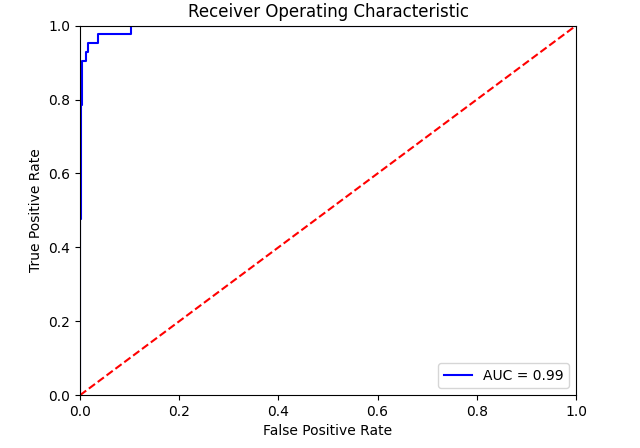 Receiver Operating Characteristic
1.0
0.8
0.6
0.4
0.2
0.0
True Positive Rate
AUC = 0.99
0.0 0.2 0.4 0.6 0.8 1.0
False Positive Rate